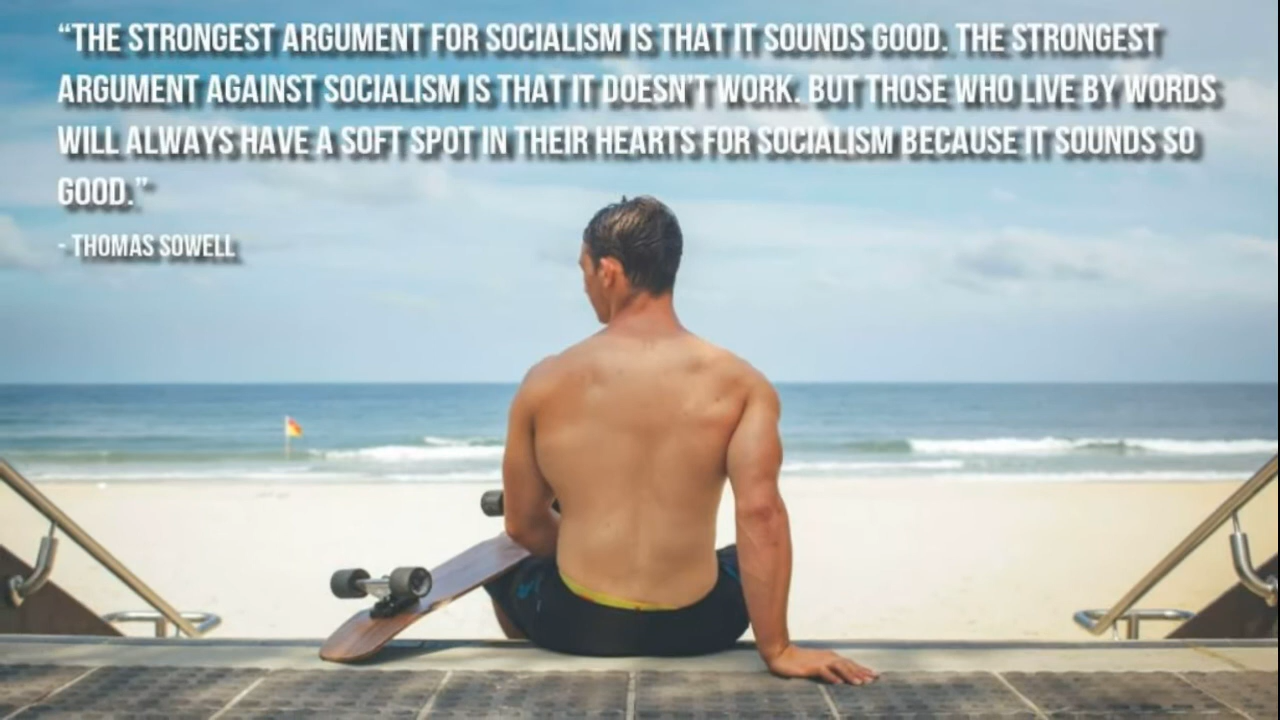 “THE STRONGEST ARGUMENT FOR SOCIALISM IS THAT IT SOUNDS GOOD. THE STRONGEST
ARGUMENT AGAINST SOCIALISM IS THAT IT DOESN'T WORK. BUT THOSE WHO LIVE BY WORDS
WILL ALWAYS HAVE A SOFT SPOT IN THEIR HEARTS FOR SOCIALISM BECAUSE IT SOUNDS SO
GOOD.”
- THOMAS SOWELL